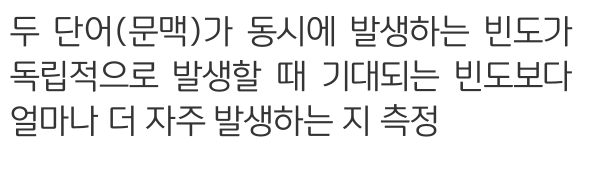 두 단어(문맥)가 동시에 발생하는 빈도가
독립적으로 발생할 때 기대되는 빈도보다
얼마나 더 자주 발생하는 지 측정